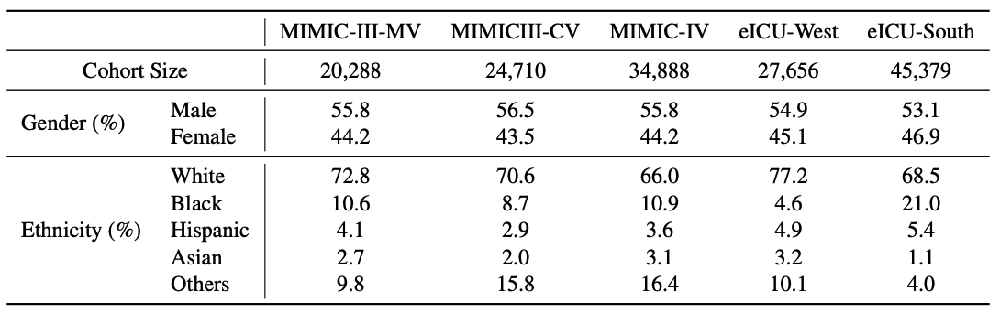 MIMIC-III-MV MIMICIII-CV MIMIC-IV eICU-West eICU-South
Cohort Size 20,288 24,710 34,888 27,656 45,379
Gender (%) Male 55.8 56.5 55.8 54.9 53.1
Female 44.2 43.5 44.2 45.1 46.9
White 72.8 70.6 66.0 77.2 68.5
Black 10.6 8.7 10.9 4.6 21.0
Ethnicity (%) Hispanic 4.1 2.9 3.6 4.9 5.4
Asian 2.7 2.0 3.1 3.2 1.1
Others 9.8 15.8 16.4 10.1 4.0